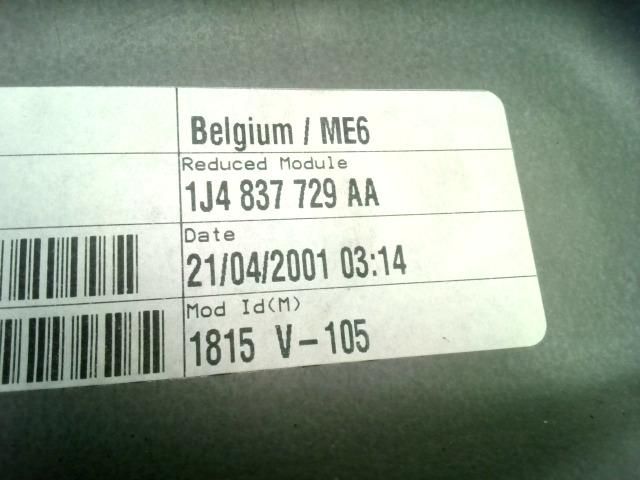 Belgium / ME6
Reduced Module
1J4 837 729 AA
Date
21/04/2001 03:14
Mod Id(M)
1815 V-105